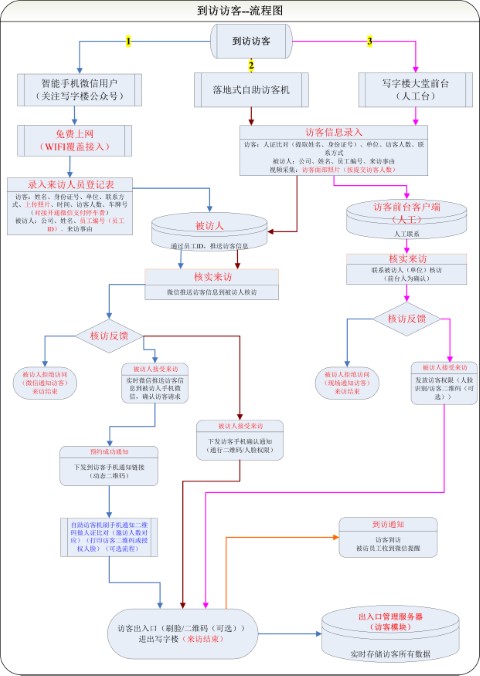 到访访客--流程图
1
到访访客
3
2
智能手机微信用户
（关注写字楼公众号）
落地式自助访客机
写字楼大堂前台
（人工台）
免费上网
（WIFI覆盖接入）
访客信息录入
访客：人证比对（提取姓名、身份证号）、单位、访客人数、联
系方式
被访人：公司、姓名、员工编号、来访事由
视频采集：访客面部照片（按提交访客人数）
录入来访人员登记表
访客：姓名、身份证号、单位、联系方
式、上传照片、时间、访客人数、车牌号
（对接开通微信支付停车费）
被访人：公司、姓名、员工编号（员工
ID）、来访事由
被访人
通过员工ID、推送访客信息
访客前台客户端
（人工）
人工联系
核实来访
微信推送访客信息到被访人核访
核实来访
联系被访人（单位）核访
（前台人为确认）
核访反馈
核访反馈
被访人拒绝访问
（微信通知访客）
来访结束
被访人接受来访
实时微信推送访客信
息到被访人手机微
信，确认访客请求
被访人拒绝访问
（现场通知访客）
来访结束
被访人接受来访
发放访客权限（人脸
识别/访客二维码（可
选））
被访人接受来访
下发访客手机确认通知
（通行二维码/人脸权限）
预约成功通知
下发到访客手机通知链接
（动态二维码）
自助访客机刷手机通知二维
码做人证比对（邀访人数对
应）（打印访客二维码或授
权人脸）（可选流程）
到访通知
访客到访
被访员工收到微信提醒
访客出入口（刷脸/二维码（可选））
进出写字楼（来访结束）
出入口管理服务器
（访客模块）
实时存储访客所有数据